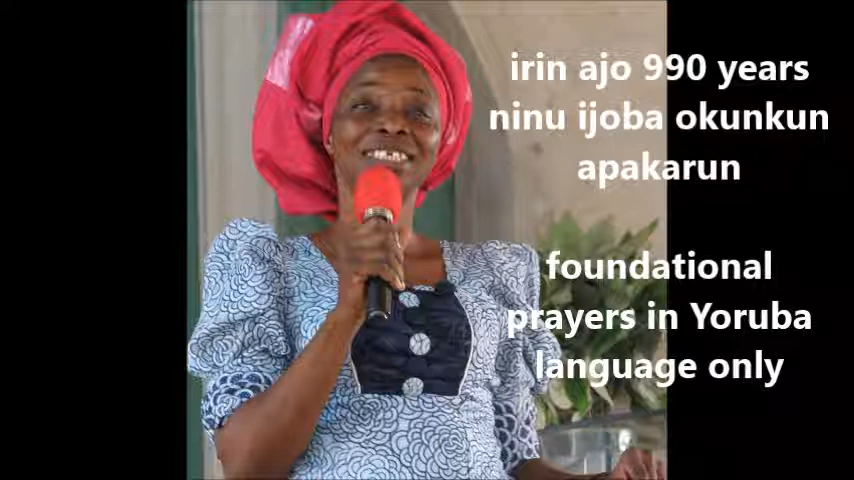 irin ajo 990 years
ninu ijoba okunkun
apakarun
foundational
prayers in Yoruba
language only